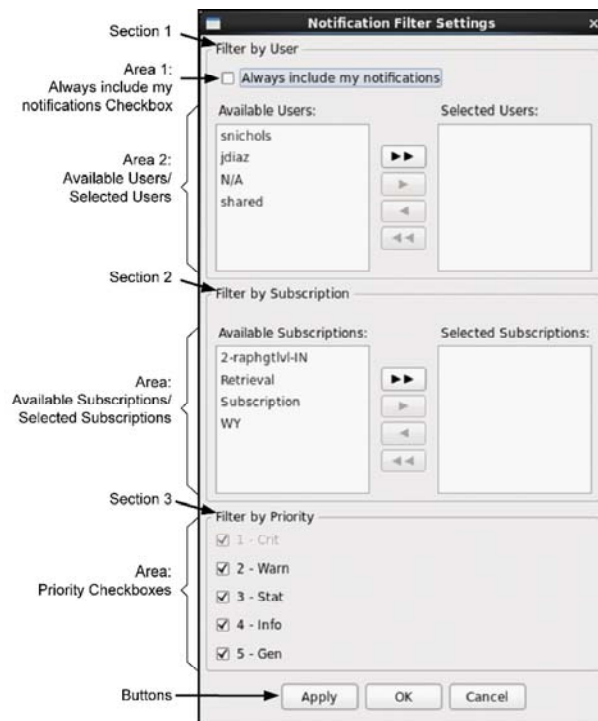 Notification Filter Settings
×
Section 1
Filter by User
Area 1:
Always include my
notifications Checkbox
Always include my notifications
Area 2:
Available Users/
Selected Users
Available Users:
Selected Users:
snichols
jdiaz
N/A
shared
Section 2
Filter by Subscription
Area:
Available Subscriptions/
Selected Subscriptions
Available Subscriptions:
Selected Subscriptions:
2-raphgtlvl-IN
Retrieval
Subscription
WY
Section 3
Filter by Priority
Area:
Priority Checkboxes
1 - Crit
2 - Warn
3 - Stat
4 - Info
5 - Gen
Buttons
Apply
OK
Cancel